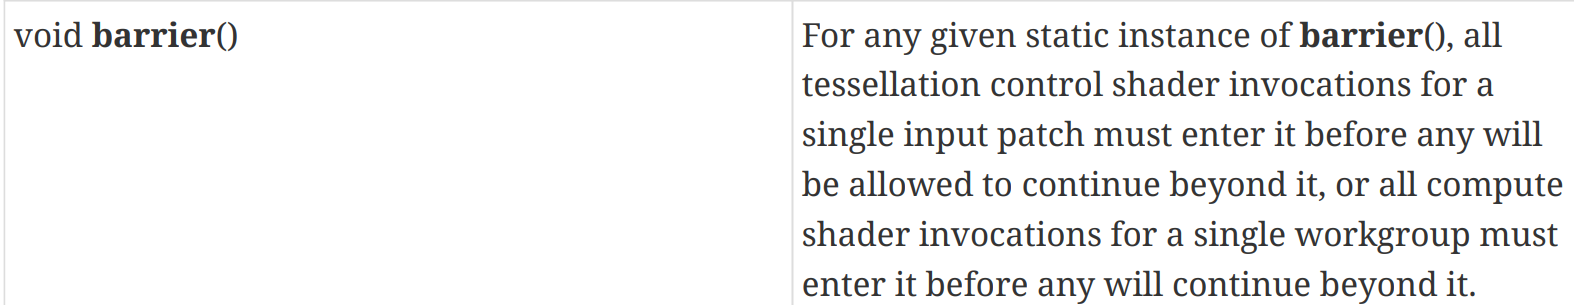 void barrier()
For any given static instance of barrier(), all
tessellation control shader invocations for a
single input patch must enter it before any will
be allowed to continue beyond it, or all compute
shader invocations for a single workgroup must
enter it before any will continue beyond it.